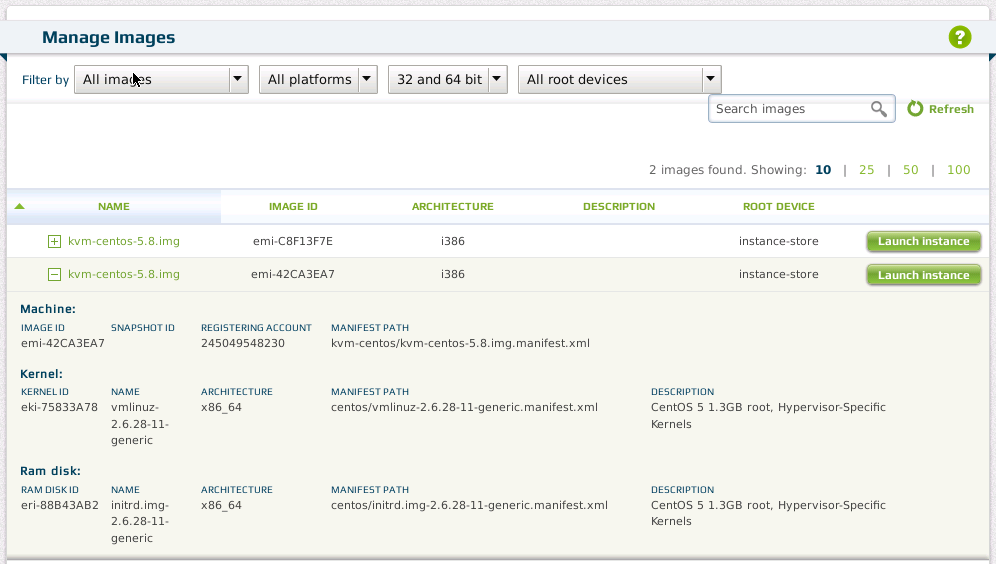 Manage Images
?
Filter by All images All platforms 32 and 64 bit All root devices
Search images Refresh
2 images found. Showing: 10 | 25 | 50 | 100
NAME IMAGE ID ARCHITECTURE DESCRIPTION ROOT DEVICE
kvm-centos-5.8.img emi-C8F13F7E i386 instance-store Launch instance
kvm-centos-5.8.img emi-42CA3EA7 i386 instance-store Launch instance
Machine:
IMAGE ID SNAPSHOT ID REGISTERING ACCOUNT MANIFEST PATH
emi-42CA3EA7 245049548230 kvm-centos/kvm-centos-5.8.img.manifest.xml
Kernel:
KERNEL ID NAME ARCHITECTURE MANIFEST PATH DESCRIPTION
eki-75833A78 vmlinuz- x86_64 centos/vmlinuz-2.6.28-11-generic.manifest.xml CentOS 5 1.3GB root, Hypervisor-Specific
2.6.28-11- Kernels
generic
Ram disk:
RAM DISK ID NAME ARCHITECTURE MANIFEST PATH DESCRIPTION
eri-88B43AB2 initrd.img- x86_64 centos/initrd.img-2.6.28-11-generic.manifest.xml CentOS 5 1.3GB root, Hypervisor-Specific
2.6.28-11- Kernels
generic